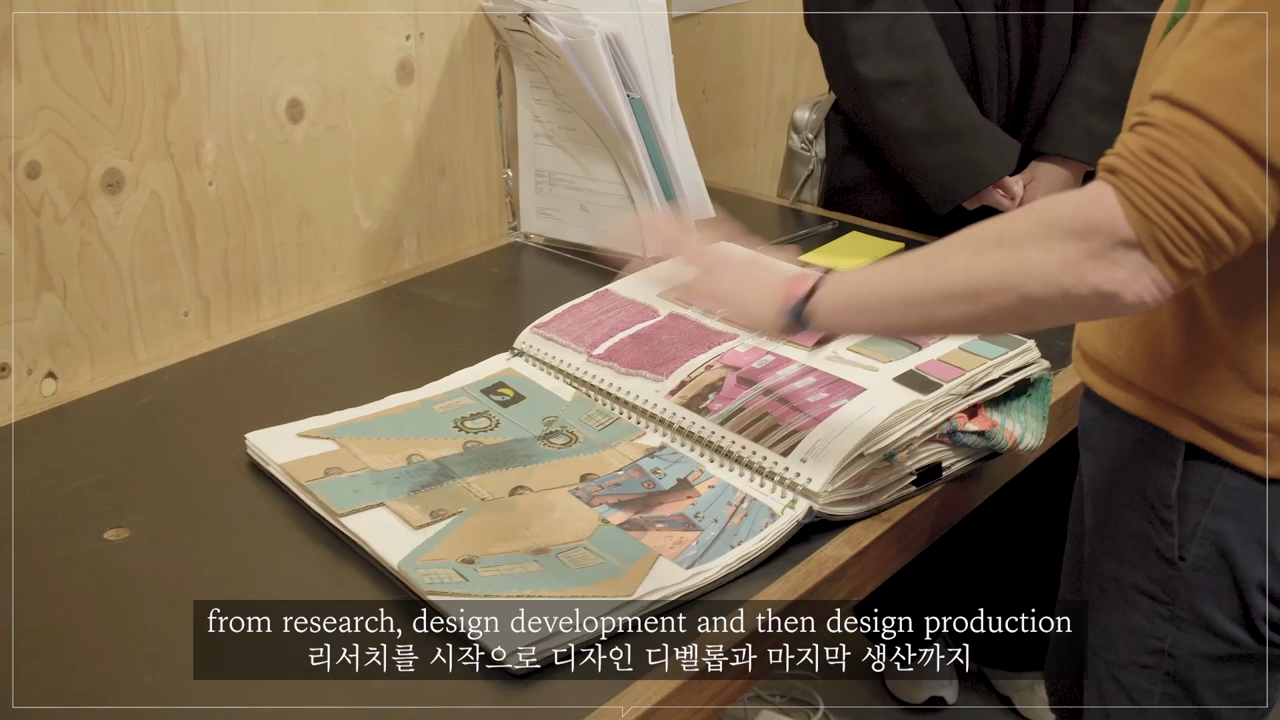 from research, design development and then design production
리서치를 시작으로 디자인 디벨롭과 마지막 생산까지